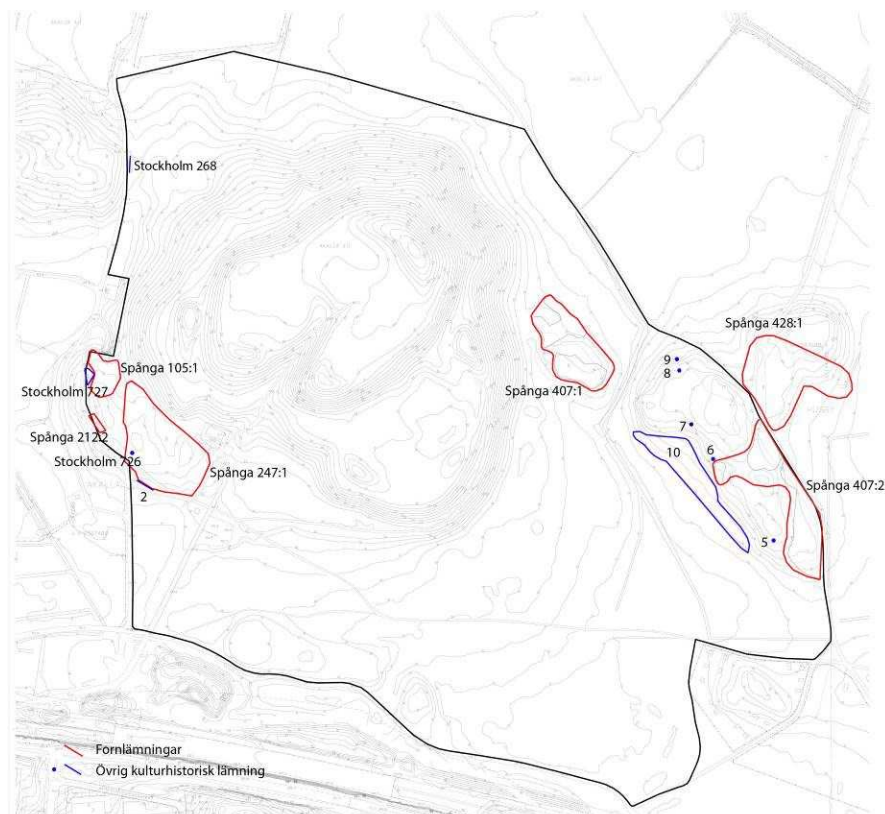 Stockholm 268
Spånga 428:1
Spånga 105:1
9
8
Stockholm 727
Spånga 407:1
Spånga 212:2
7
Stockholm 726
10
6
Spånga 247:1
Spånga 407:2
2
5
Fornlämningar
Övrig kulturhistorisk lämning